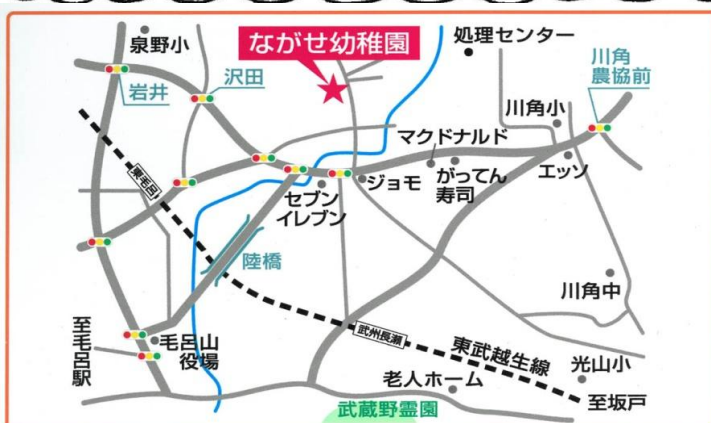 泉野小
ながせ幼稚園
処理センター
岩井
沢田
川角
農協前
川角小
マクドナルド
ジョモ
がってん
寿司
エッソ
セブン
イレブン
東毛呂
陸橋
川角中
至毛呂駅
毛呂山
役場
武州長瀬
東武越生線
光山小
老人ホーム
至坂戸
武蔵野霊園